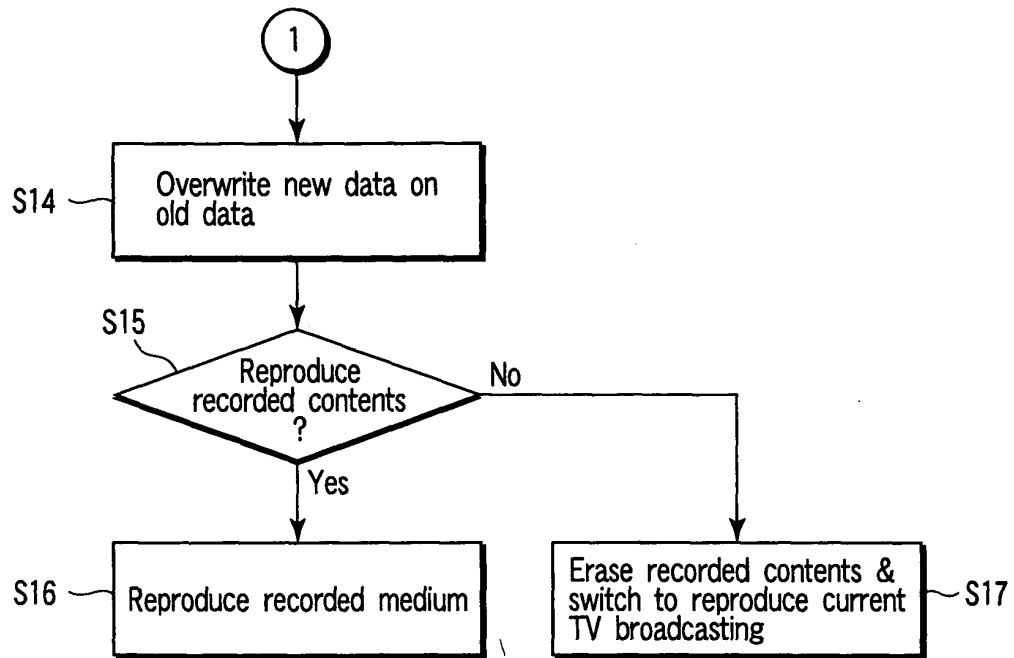 1
S14
Overwrite new data on
old data
S15
Reproduce
recorded contents
?
No
Yes
S16
Reproduce recorded medium
Erase recorded contents &
switch to reproduce current
TV broadcasting
S17